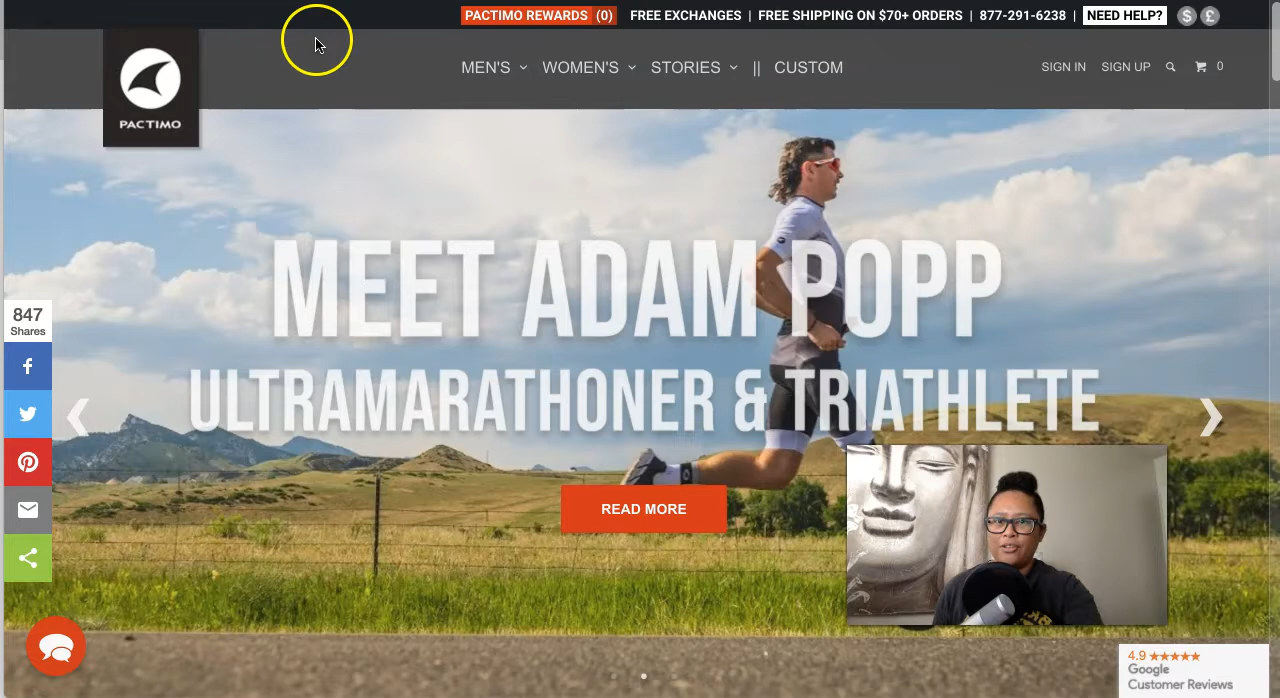 PACTIMO REWARDS (0) FREE EXCHANGES | FREE SHIPPING ON $70+ ORDERS | 877-291-6238 | NEED HELP? $ £
PACTIMO
MEN'S WOMEN'S STORIES || CUSTOM
SIGN IN SIGN UP 0
MEET ADAM POPP
ULTRAMARATHONER & TRIATHLETE
READ MORE
847
Shares
4.9
Google
Customer Reviews